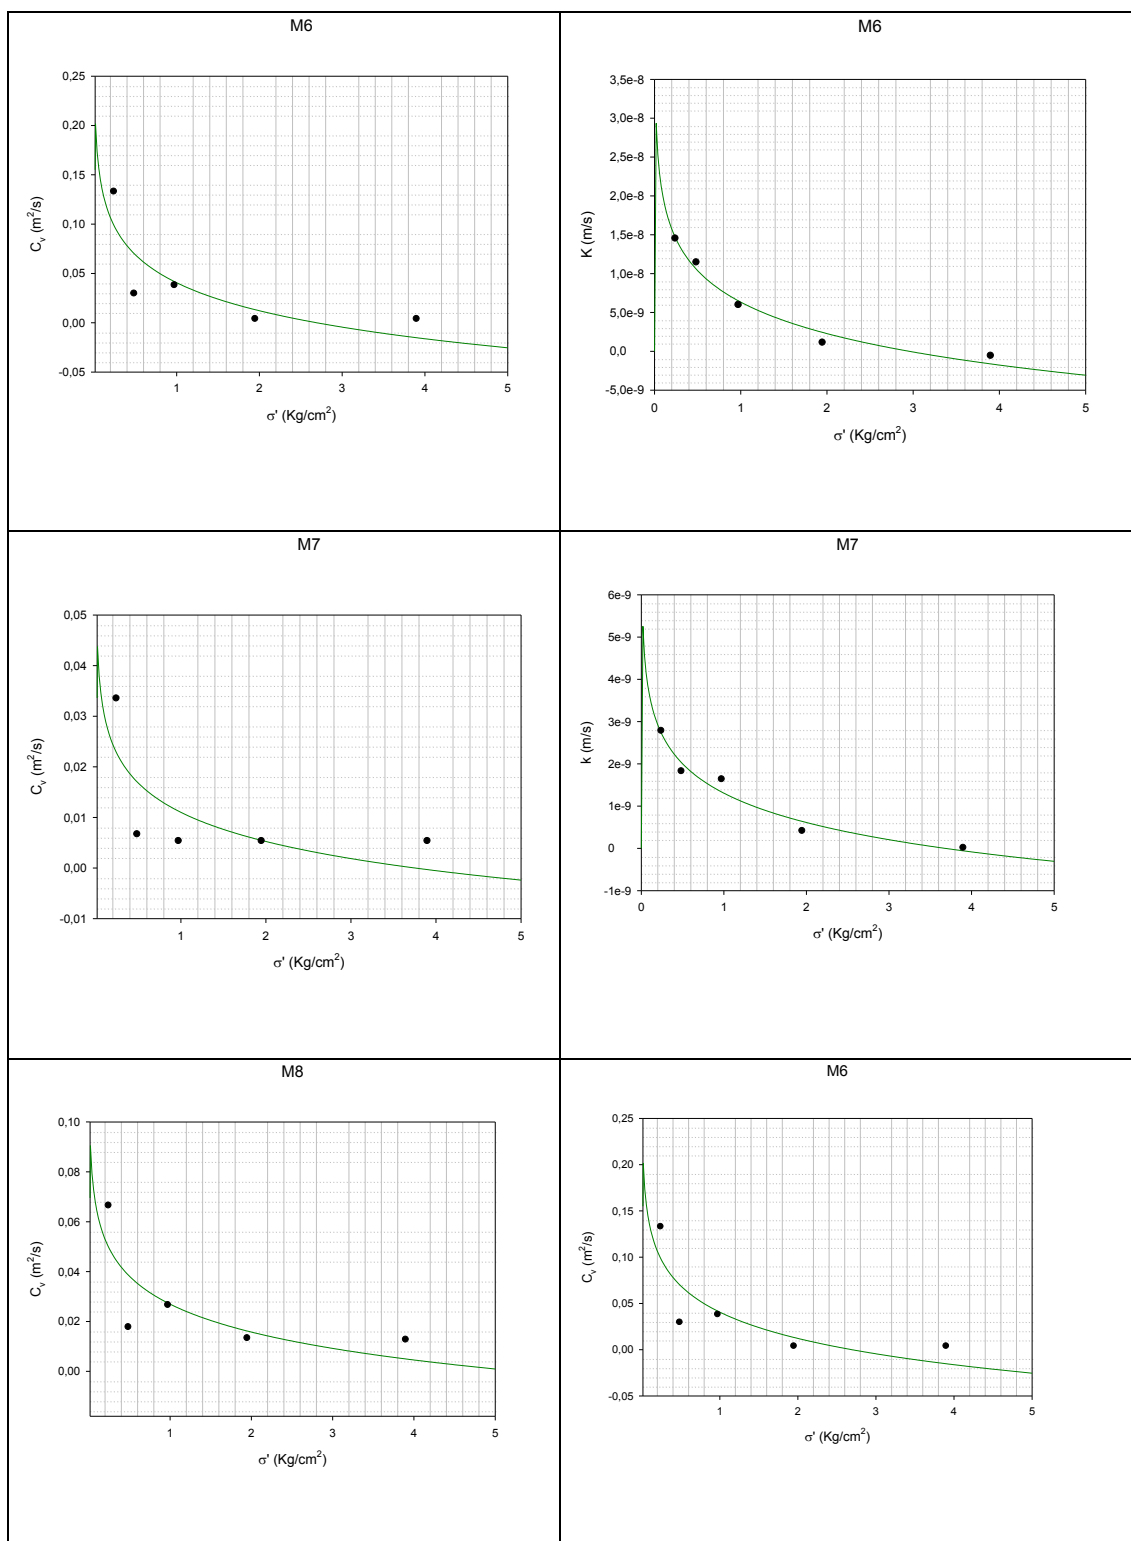 M6
0,25
0,20
0,15
0,10
0,05
0,00
-0,05
C_v (m²/s)
1 2 3 4 5
σ' (Kg/cm²)
M6
3,5e-8
3,0e-8
2,5e-8
2,0e-8
1,5e-8
1,0e-8
5,0e-9
0,0
-5,0e-9
K (m/s)
0 1 2 3 4 5
σ' (Kg/cm²)
M7
0,05
0,04
0,03
0,02
0,01
0,00
-0,01
C_v (m²/s)
1 2 3 4 5
σ' (Kg/cm²)
M7
6e-9
5e-9
4e-9
3e-9
2e-9
1e-9
0
-1e-9
k (m/s)
0 1 2 3 4 5
σ' (Kg/cm²)
M8
0,10
0,08
0,06
0,04
0,02
0,00
C_v (m²/s)
1 2 3 4 5
σ' (Kg/cm²)
M6
0,25
0,20
0,15
0,10
0,05
0,00
-0,05
C_v (m²/s)
1 2 3 4 5
σ' (Kg/cm²)